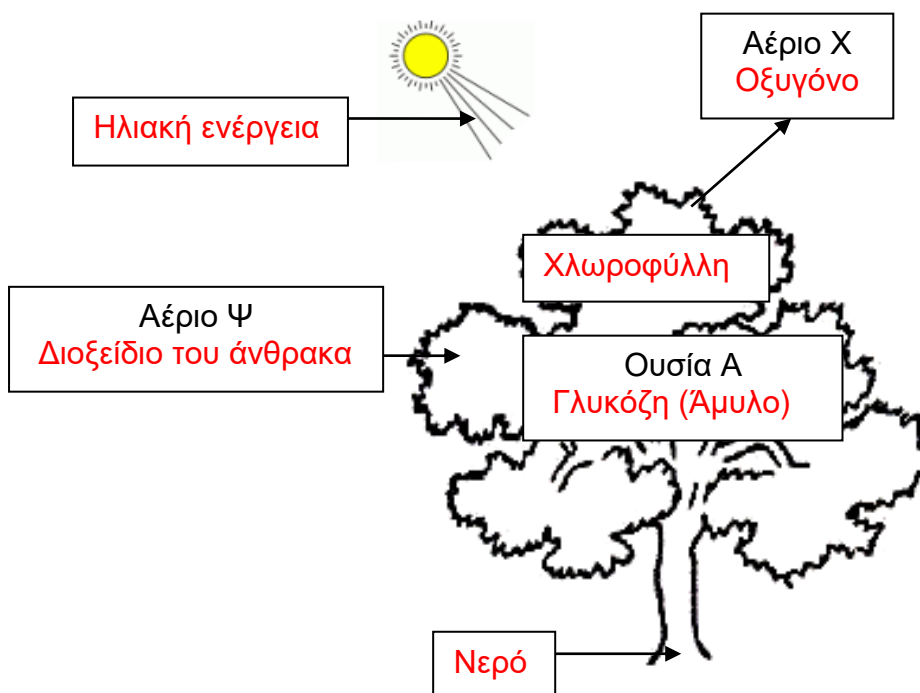 Αέριο Χ
Οξυγόνο
Ηλιακή ενέργεια
Χλωροφύλλη
Αέριο Ψ
Διοξείδιο του άνθρακα
Ουσία Α
Γλυκόζη (Άμυλο)
Νερό